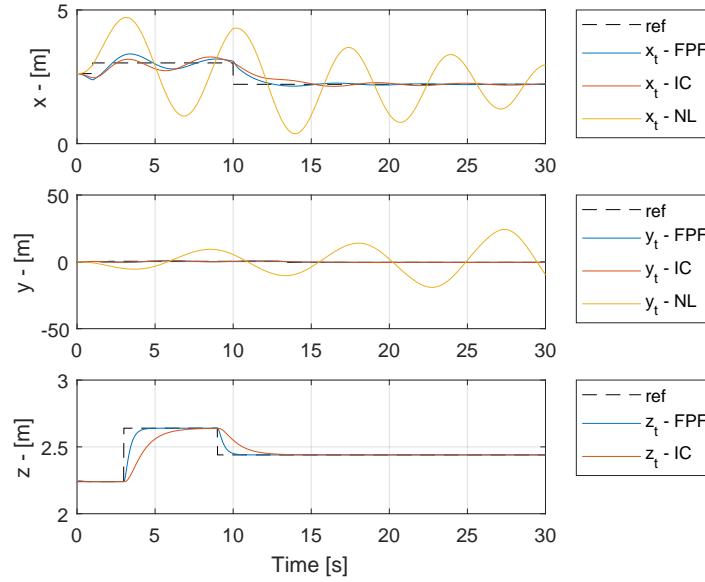 5
0
x - [m]
0
5
10
15
20
25
30
ref
x_t - FPF
x_t - IC
x_t - NL
50
0
-50
y - [m]
0
5
10
15
20
25
30
ref
y_t - FPF
y_t - IC
y_t - NL
3
2.5
2
z - [m]
0
5
10
15
20
25
30
Time [s]
ref
z_t - FPF
z_t - IC